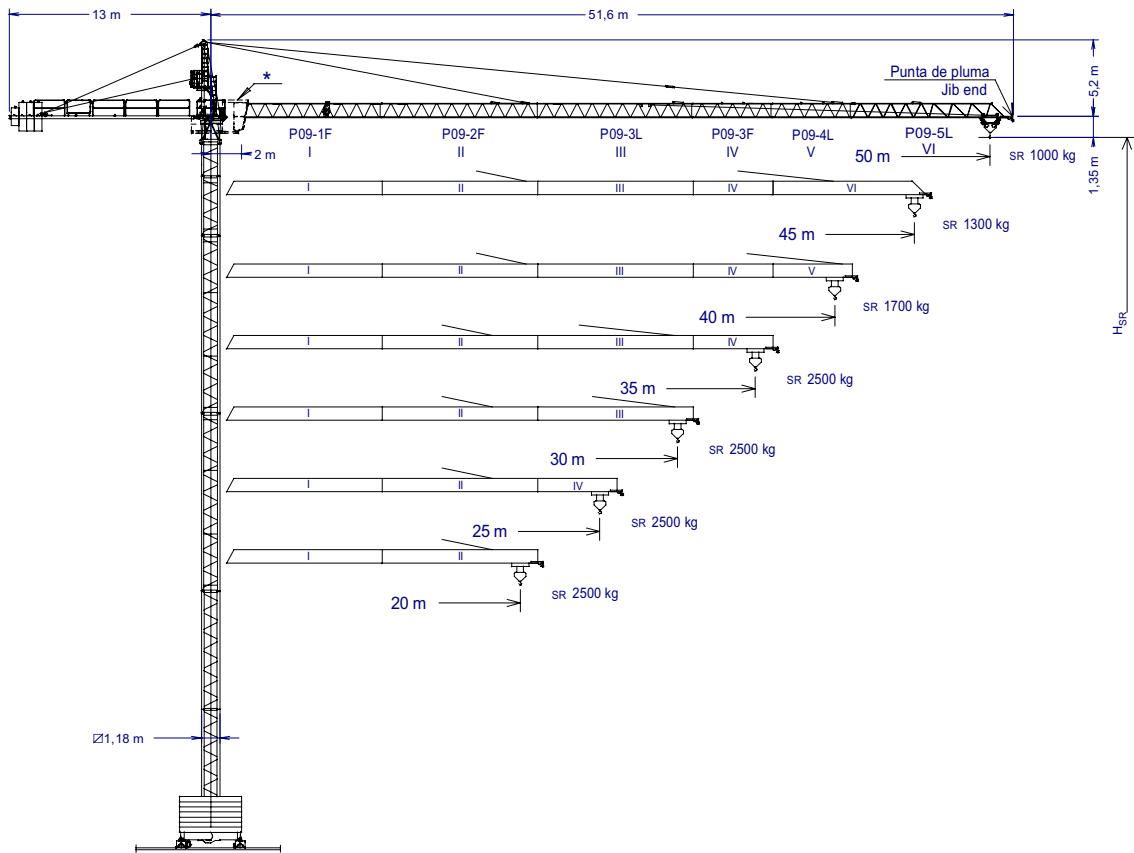 13 m
51,6 m
5,2 m
*
Punta de pluma
Jib end
P09-1F
P09-2F
P09-3L
P09-3F
P09-4L
P09-5L
I
II
III
IV
V
VI
2 m
50 m
SR 1000 kg
1,35 m
I
II
III
IV
VI
45 m
SR 1300 kg
I
II
III
IV
V
40 m
SR 1700 kg
HSR
I
II
III
IV
35 m
SR 2500 kg
I
II
III
30 m
SR 2500 kg
I
II
IV
25 m
SR 2500 kg
I
II
20 m
SR 2500 kg
⍁1,18 m